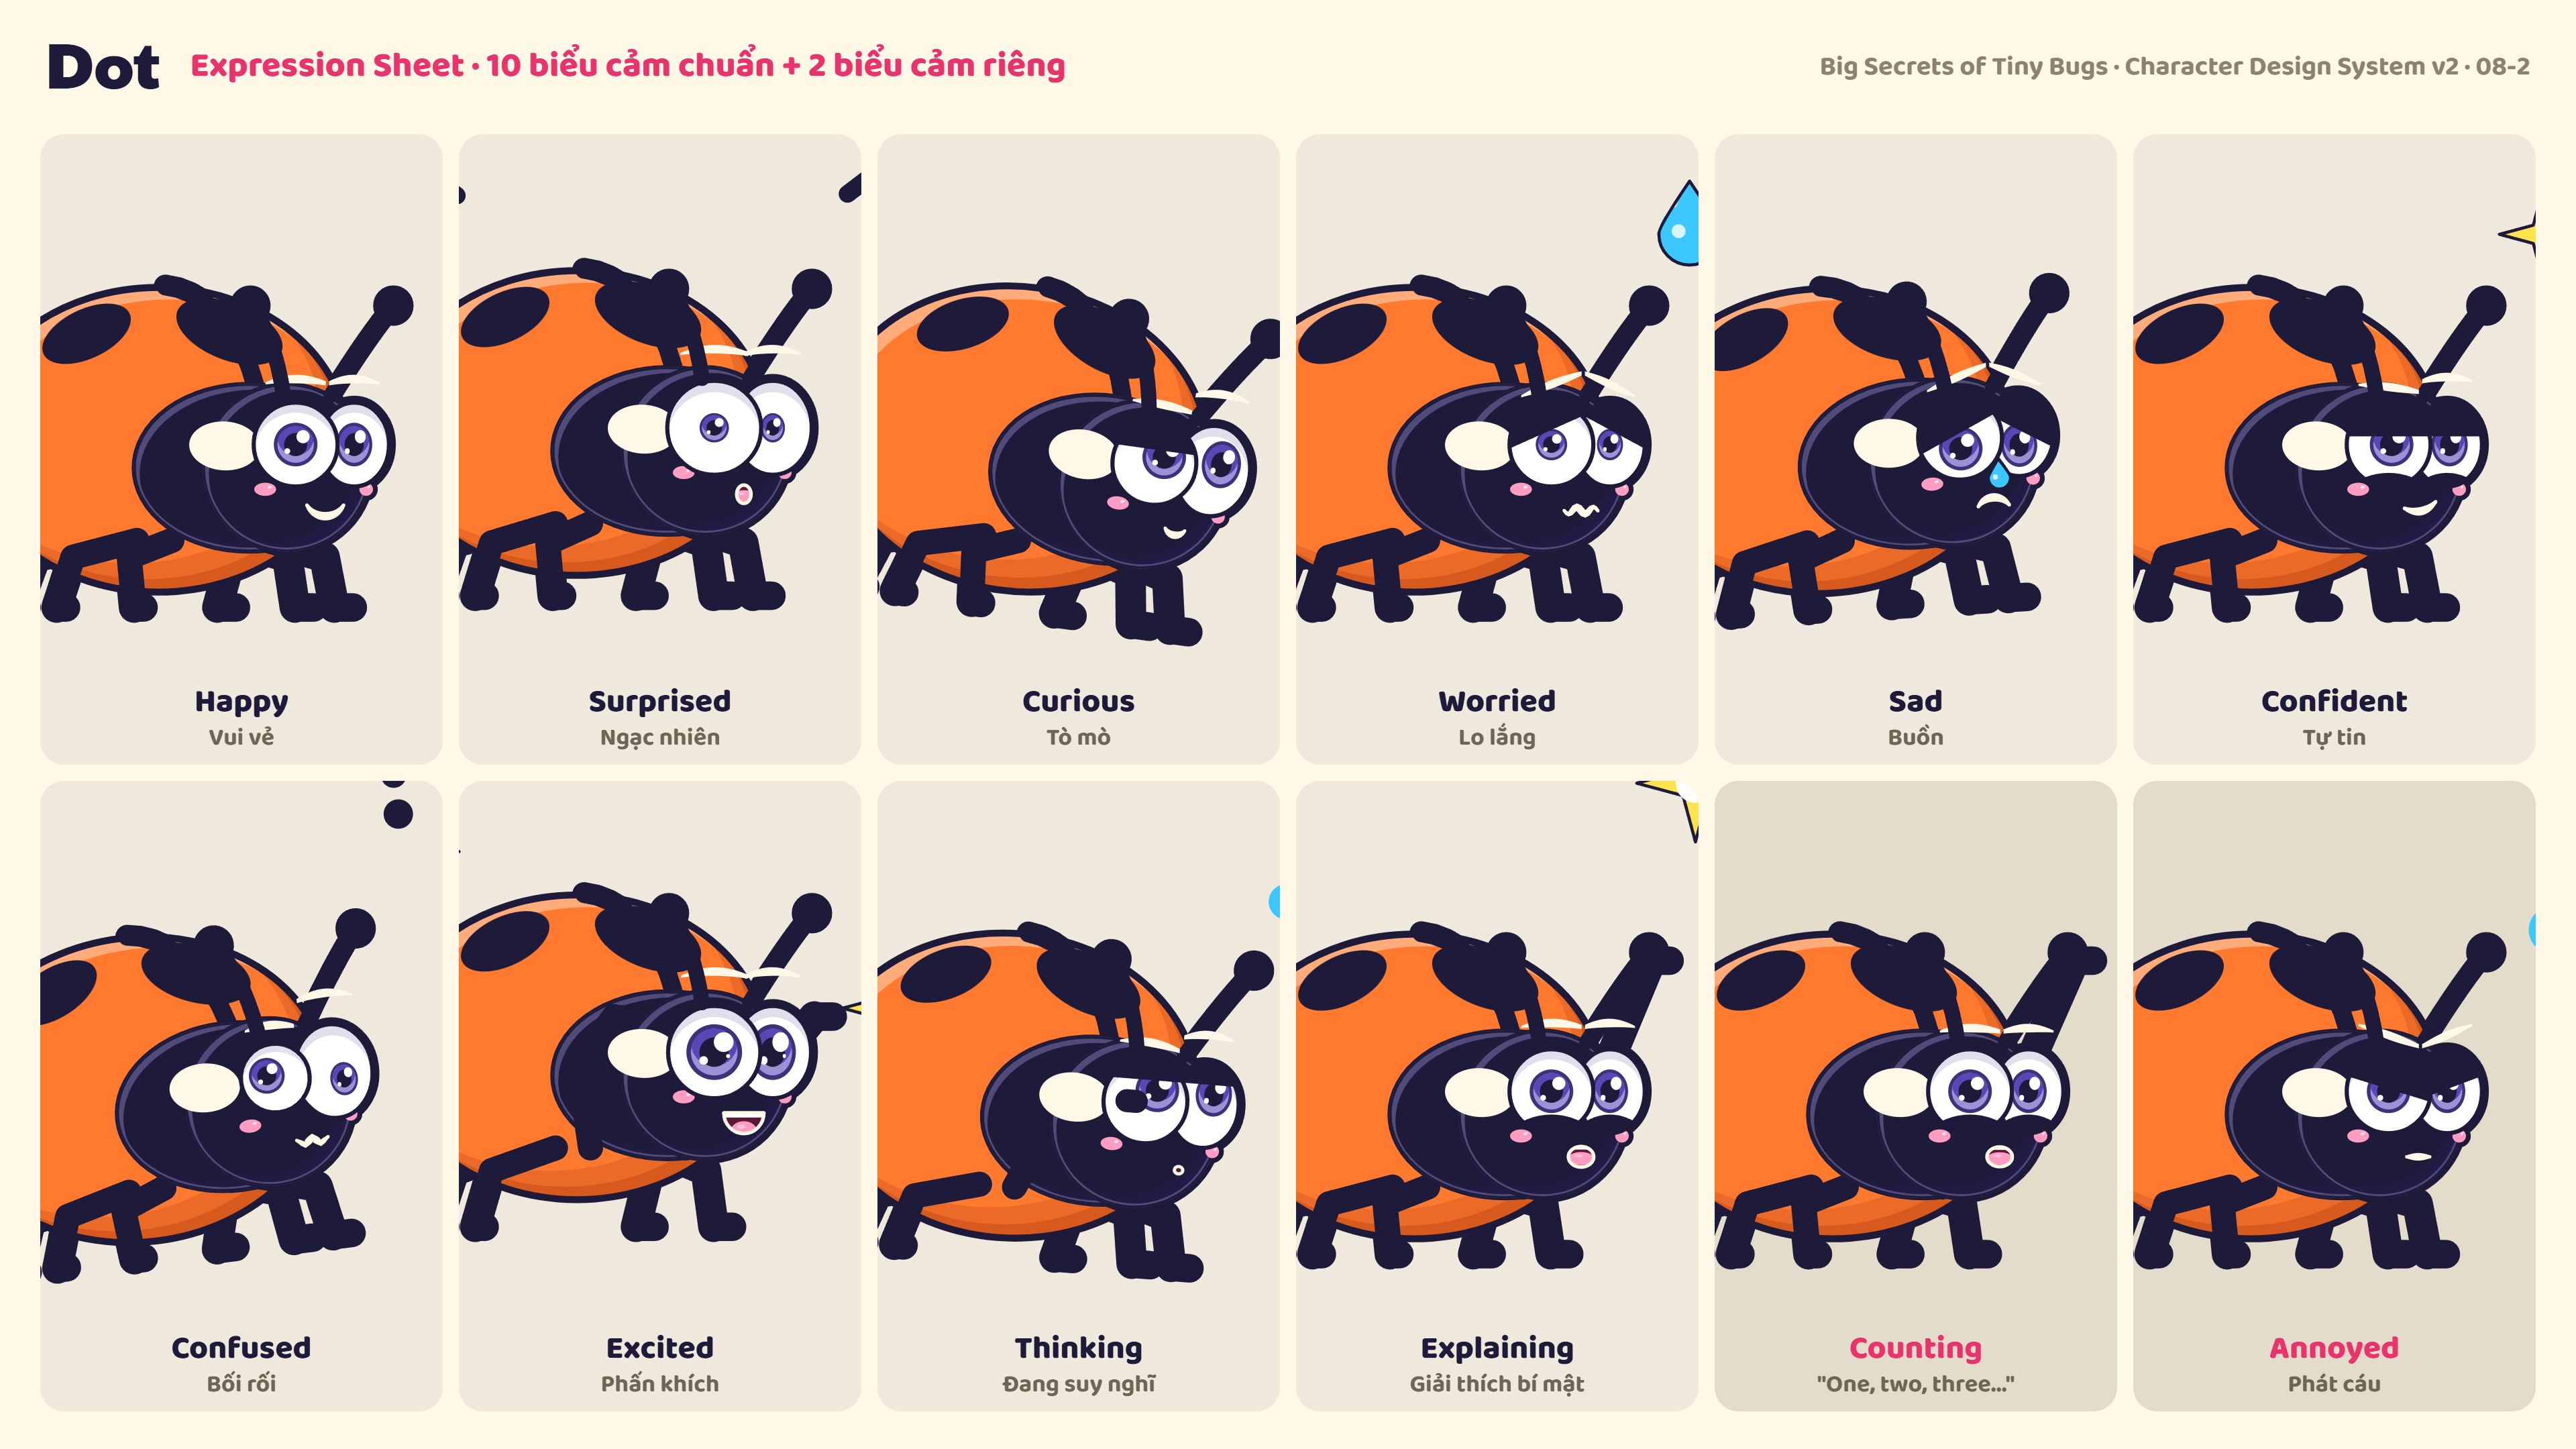 Dot
Expression Sheet · 10 biểu cảm chuẩn + 2 biểu cảm riêng
Big Secrets of Tiny Bugs · Character Design System v2 · 08-2
Happy
Vui vẻ
Surprised
Ngạc nhiên
Curious
Tò mò
Worried
Lo lắng
Sad
Buồn
Confident
Tự tin
Confused
Bối rối
Excited
Phấn khích
Thinking
Đang suy nghĩ
Explaining
Giải thích bí mật
Counting
"One, two, three..."
Annoyed
Phát cáu